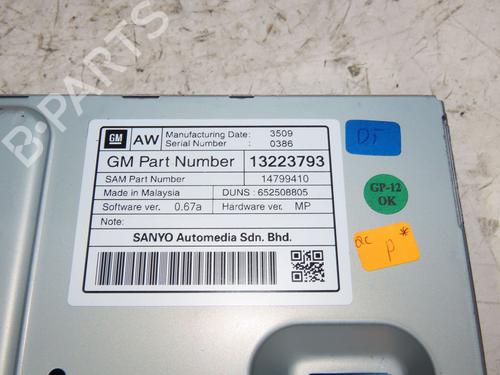 B-PARTS
GM AW Manufacturing Date: 3509
Serial Number : 0386
GM Part Number 13223793
SAM Part Number 14799410
Made in Malaysia DUNS : 652508805
Software ver. 0.67a Hardware ver. MP
Note:
SANYO Automedia Sdn. Bhd.
DT
GP-12
OK
QC
P*